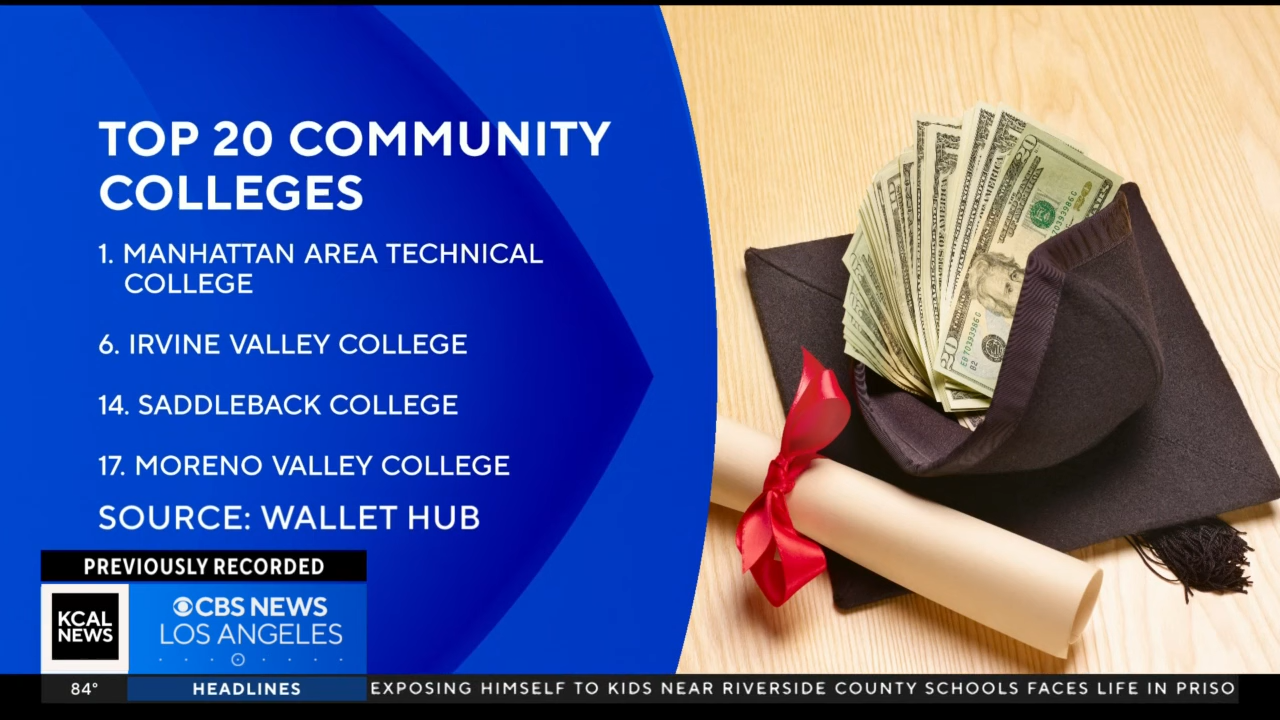 TOP 20 COMMUNITY
COLLEGES
1. MANHATTAN AREA TECHNICAL
COLLEGE
6. IRVINE VALLEY COLLEGE
14. SADDLEBACK COLLEGE
17. MORENO VALLEY COLLEGE
SOURCE: WALLET HUB
PREVIOUSLY RECORDED
KCAL
NEWS
CBS NEWS
LOS ANGELES
84°
HEADLINES
EXPOSING HIMSELF TO KIDS NEAR RIVERSIDE COUNTY SCHOOLS FACES LIFE IN PRISO
20